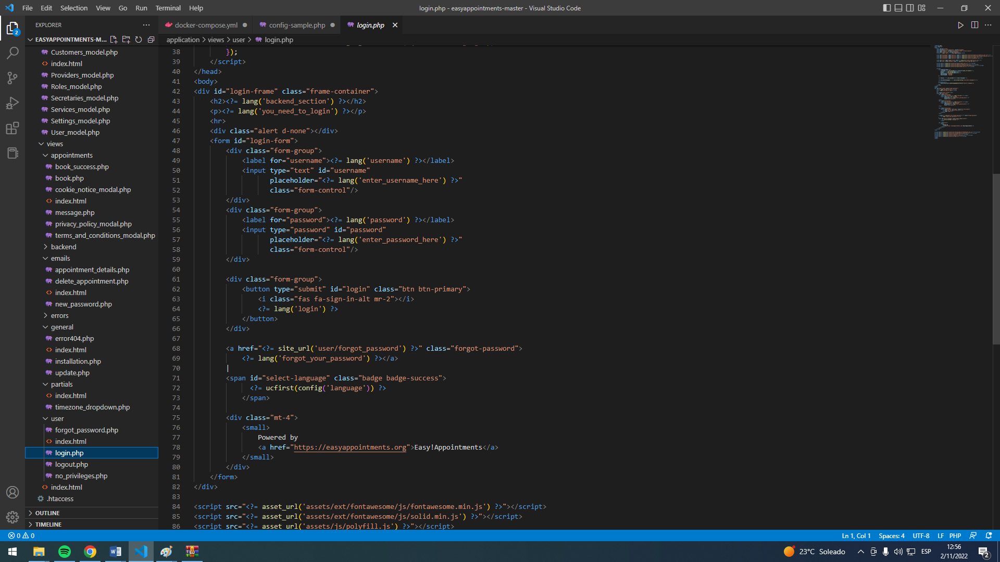 File Edit Selection View Go Run Terminal Help
login.php - easyappointments-master - Visual Studio Code
EXPLORER
docker-compose.yml
config-sample.php
login.php
EASYAPPOINTMENTS-M...
application > views > user > login.php
Customers_model.php
index.html
Providers_model.php
Roles_model.php
Secretaries_model.php
Services_model.php
Settings_model.php
User_model.php
views
appointments
book_success.php
book.php
cookie_notice_modal.php
index.html
message.php
privacy_policy_modal.php
terms_and_conditions_modal.php
backend
emails
appointment_details.php
delete_appointment.php
index.html
new_password.php
errors
general
error404.php
index.html
installation.php
update.php
partials
index.html
timezone_dropdown.php
user
forgot_password.php
index.html
login.php
logout.php
no_privileges.php
index.html
.htaccess
OUTLINE
TIMELINE
38 });
39 </script>
40 </head>
41 <body>
42 <div id="login-frame" class="frame-container">
43 <h2><?= lang('backend_section') ?></h2>
44 <p><?= lang('you_need_to_login') ?></p>
45 <hr>
46 <div class="alert d-none"></div>
47 <form id="login-form">
48 <div class="form-group">
49 <label for="username"><?= lang('username') ?></label>
50 <input type="text" id="username"
51 placeholder="<?= lang('enter_username_here') ?>"
52 class="form-control"/>
53 </div>
54 <div class="form-group">
55 <label for="password"><?= lang('password') ?></label>
56 <input type="password" id="password"
57 placeholder="<?= lang('enter_password_here') ?>"
58 class="form-control"/>
59 </div>
60
61 <div class="form-group">
62 <button type="submit" id="login" class="btn btn-primary">
63 <i class="fas fa-sign-in-alt mr-2"></i>
64 <?= lang('login') ?>
65 </button>
66 </div>
67
68 <a href="<?= site_url('user/forgot_password') ?>" class="forgot-password">
69 <?= lang('forgot_your_password') ?></a>
70 |
71 <span id="select-language" class="badge badge-success">
72 <?= ucfirst(config('language')) ?>
73 </span>
74
75 <div class="mt-4">
76 <small>
77 Powered by
78 <a href="https://easyappointments.org">Easy!Appointments</a>
79 </small>
80 </div>
81 </form>
82 </div>
83
84 <script src="<?= asset_url('assets/ext/fontawesome/js/fontawesome.min.js') ?>"></script>
85 <script src="<?= asset_url('assets/ext/fontawesome/js/solid.min.js') ?>"></script>
86 <script src="<?= asset_url('assets/js/polyfill.js') ?>"></script>
0 0
Ln 1, Col 1 Spaces: 4 UTF-8 LF PHP
23°C Soleado
ESP
12:56
2/11/2022
2
2